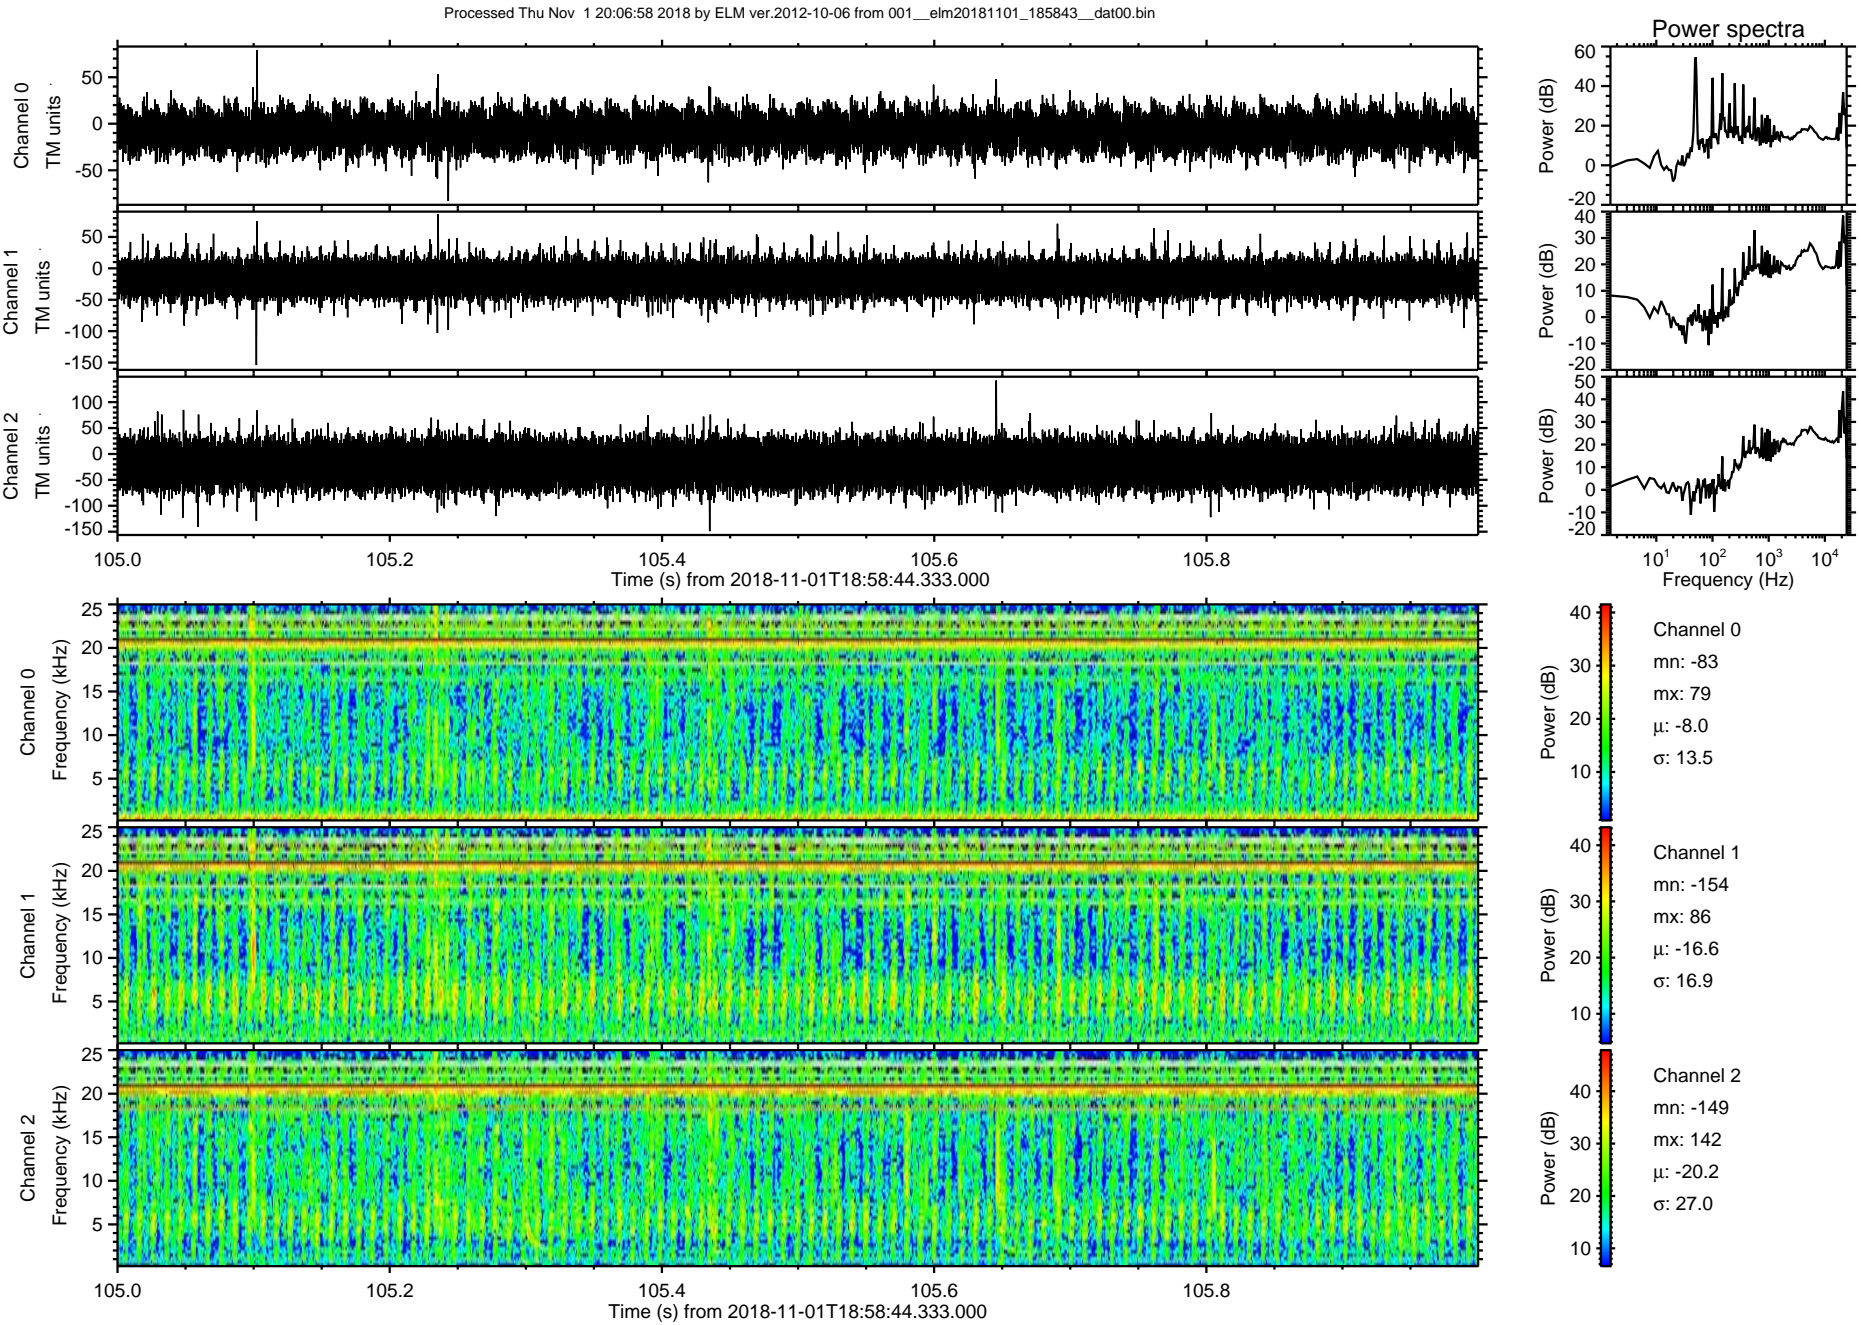 Processed Thu Nov 1 20:06:58 2018 by ELM ver.2012-10-06 from 001__elm20181101_185843__dat00.bin
Power spectra
Channel 0
TM units
50
0
-50
Power (dB)
60
40
20
0
-20
Channel 1
TM units
50
0
-50
-100
-150
Power (dB)
40
30
20
10
0
-10
-20
Channel 2
TM units
100
50
0
-50
-100
-150
Power (dB)
50
40
30
20
10
0
-10
-20
105.0 105.2 105.4 105.6 105.8
Time (s) from 2018-11-01T18:58:44.333.000
10¹ 10² 10³ 10⁴
Frequency (Hz)
Channel 0
Frequency (kHz)
25
20
15
10
5
Power (dB)
40
30
20
10
Channel 0
mn: -83
mx: 79
μ: -8.0
σ: 13.5
Channel 1
Frequency (kHz)
25
20
15
10
5
Power (dB)
40
30
20
10
Channel 1
mn: -154
mx: 86
μ: -16.6
σ: 16.9
Channel 2
Frequency (kHz)
25
20
15
10
5
Power (dB)
40
30
20
10
Channel 2
mn: -149
mx: 142
μ: -20.2
σ: 27.0
105.0 105.2 105.4 105.6 105.8
Time (s) from 2018-11-01T18:58:44.333.000